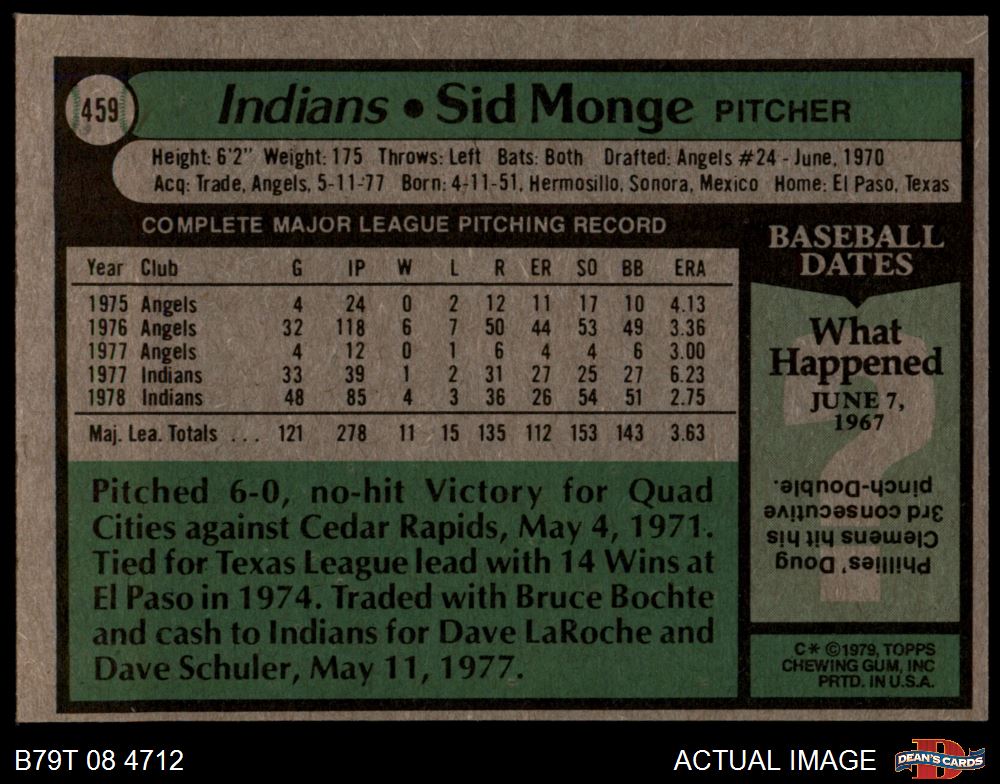 459
Indians • Sid Monge PITCHER
Height: 6'2" Weight: 175 Throws: Left Bats: Both Drafted: Angels #24 - June, 1970
Acq: Trade, Angels, 5-11-77 Born: 4-11-51, Hermosillo, Sonora, Mexico Home: El Paso, Texas
COMPLETE MAJOR LEAGUE PITCHING RECORD
Year Club G IP W L R ER SO BB ERA
1975 Angels 4 24 0 2 12 11 17 10 4.13
1976 Angels 32 118 6 7 50 44 53 49 3.36
1977 Angels 4 12 0 1 6 4 4 6 3.00
1977 Indians 33 39 1 2 31 27 25 27 6.23
1978 Indians 48 85 4 3 36 26 54 51 2.75
Maj. Lea. Totals ... 121 278 11 15 135 112 153 143 3.63
Pitched 6-0, no-hit Victory for Quad
Cities against Cedar Rapids, May 4, 1971.
Tied for Texas League lead with 14 Wins at
El Paso in 1974. Traded with Bruce Bochte
and cash to Indians for Dave LaRoche and
Dave Schuler, May 11, 1977.
BASEBALL
DATES
What
Happened
JUNE 7,
1967
?
Phillies' Doug
Clemens hit his
3rd consecutive
pinch-Double.
C* ©1979, TOPPS
CHEWING GUM, INC
PRTD. IN U.S.A.
B79T 08 4712
ACTUAL IMAGE
D
DEAN'S CARDS